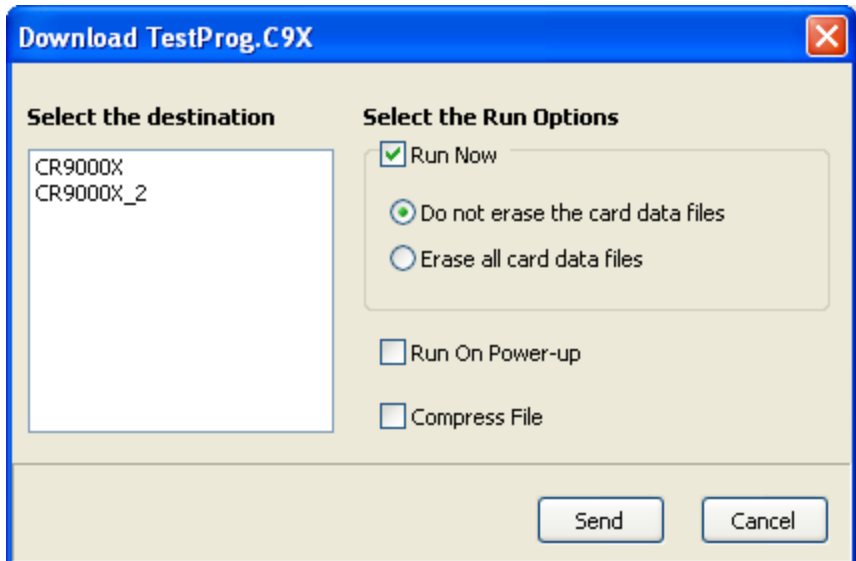 Download TestProg.C9X
Select the destination
CR9000X
CR9000X_2
Select the Run Options
Run Now
Do not erase the card data files
Erase all card data files
Run On Power-up
Compress File
Send
Cancel